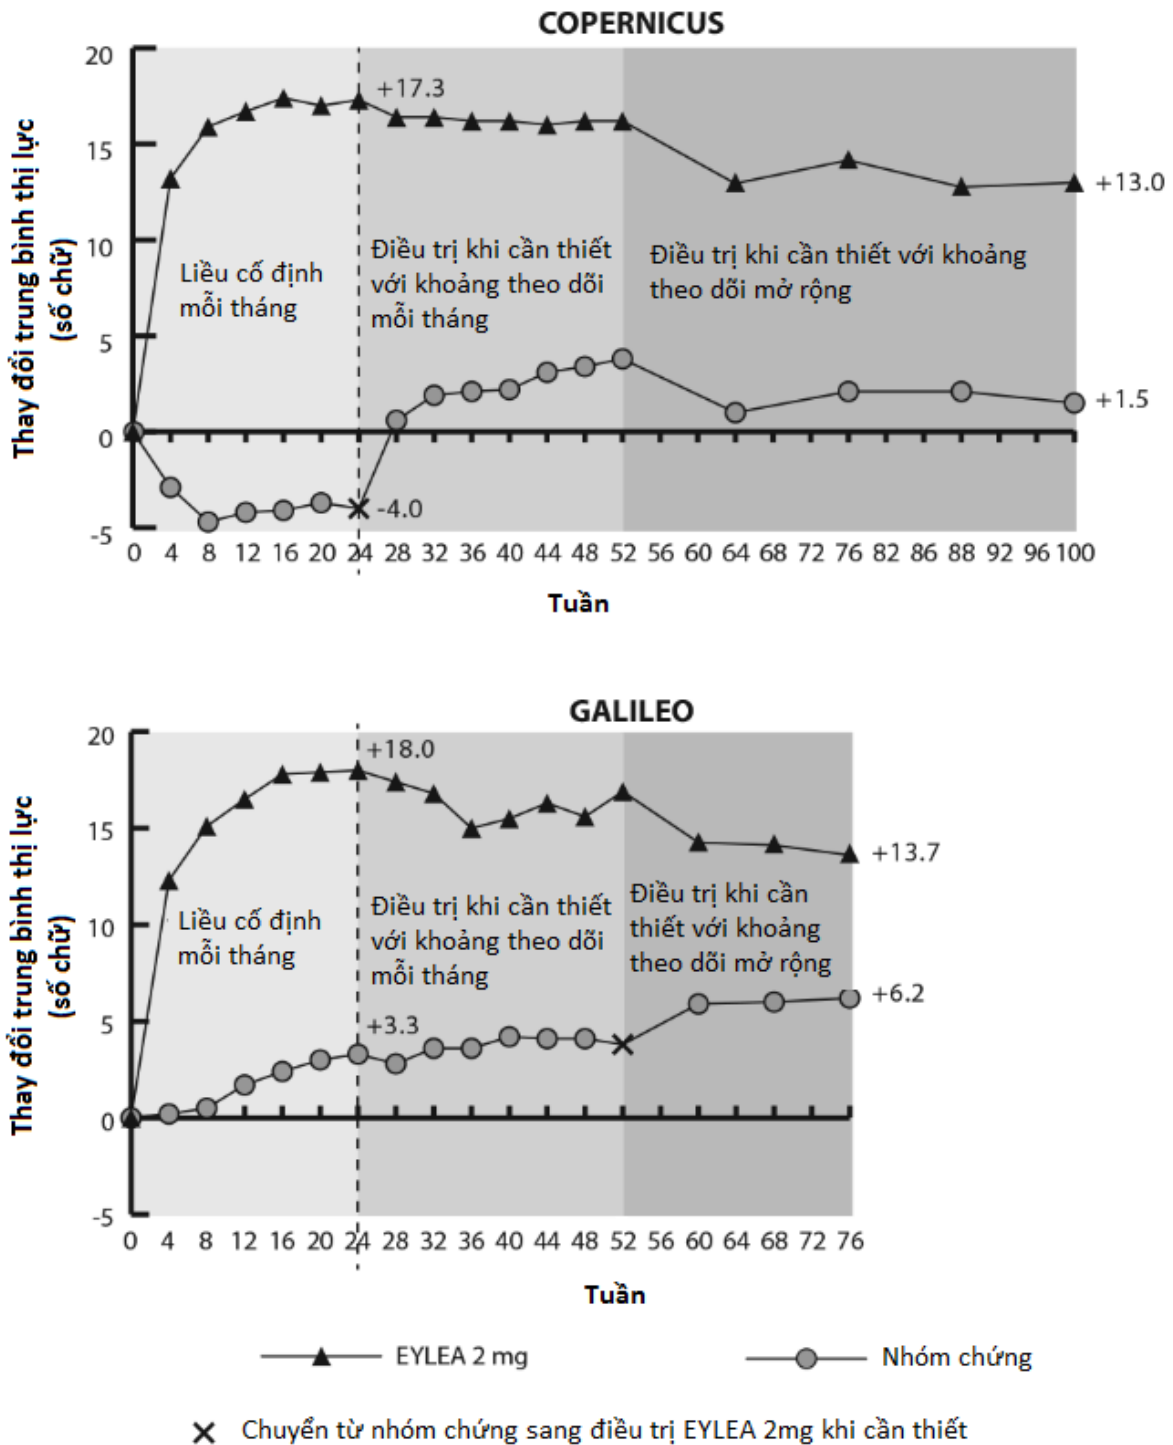 COPERNICUS
Thay đổi trung bình thị lực
(số chữ)
20
15
10
5
0
-5
+17.3
+13.0
Liều cố định
mỗi tháng
Điều trị khi cần thiết
với khoảng theo dõi
mỗi tháng
Điều trị khi cần thiết với khoảng
theo dõi mở rộng
+1.5
-4.0
0 4 8 12 16 20 24 28 32 36 40 44 48 52 56 60 64 68 72 76 82 86 88 92 96 100
Tuần
GALILEO
Thay đổi trung bình thị lực
(số chữ)
20
15
10
5
0
-5
+18.0
+13.7
Liều cố định
mỗi tháng
Điều trị khi cần thiết
với khoảng theo dõi
mỗi tháng
Điều trị khi cần
thiết với khoảng
theo dõi mở rộng
+3.3
+6.2
0 4 8 12 16 20 24 28 32 36 40 44 48 52 56 60 64 68 72 76
Tuần
EYLEA 2 mg
Nhóm chứng
Chuyển từ nhóm chứng sang điều trị EYLEA 2mg khi cần thiết